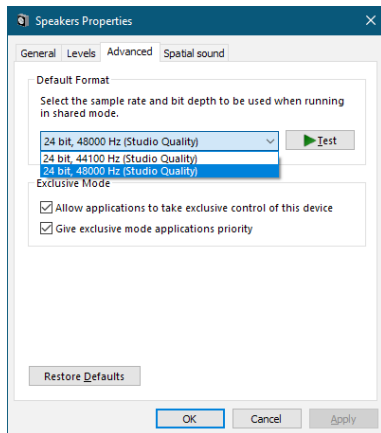 Speakers Properties
General Levels Advanced Spatial sound
Default Format
Select the sample rate and bit depth to be used when running
in shared mode.
24 bit, 48000 Hz (Studio Quality)
Test
24 bit, 44100 Hz (Studio Quality)
24 bit, 48000 Hz (Studio Quality)
Exclusive Mode
Allow applications to take exclusive control of this device
Give exclusive mode applications priority
Restore Defaults
OK Cancel Apply